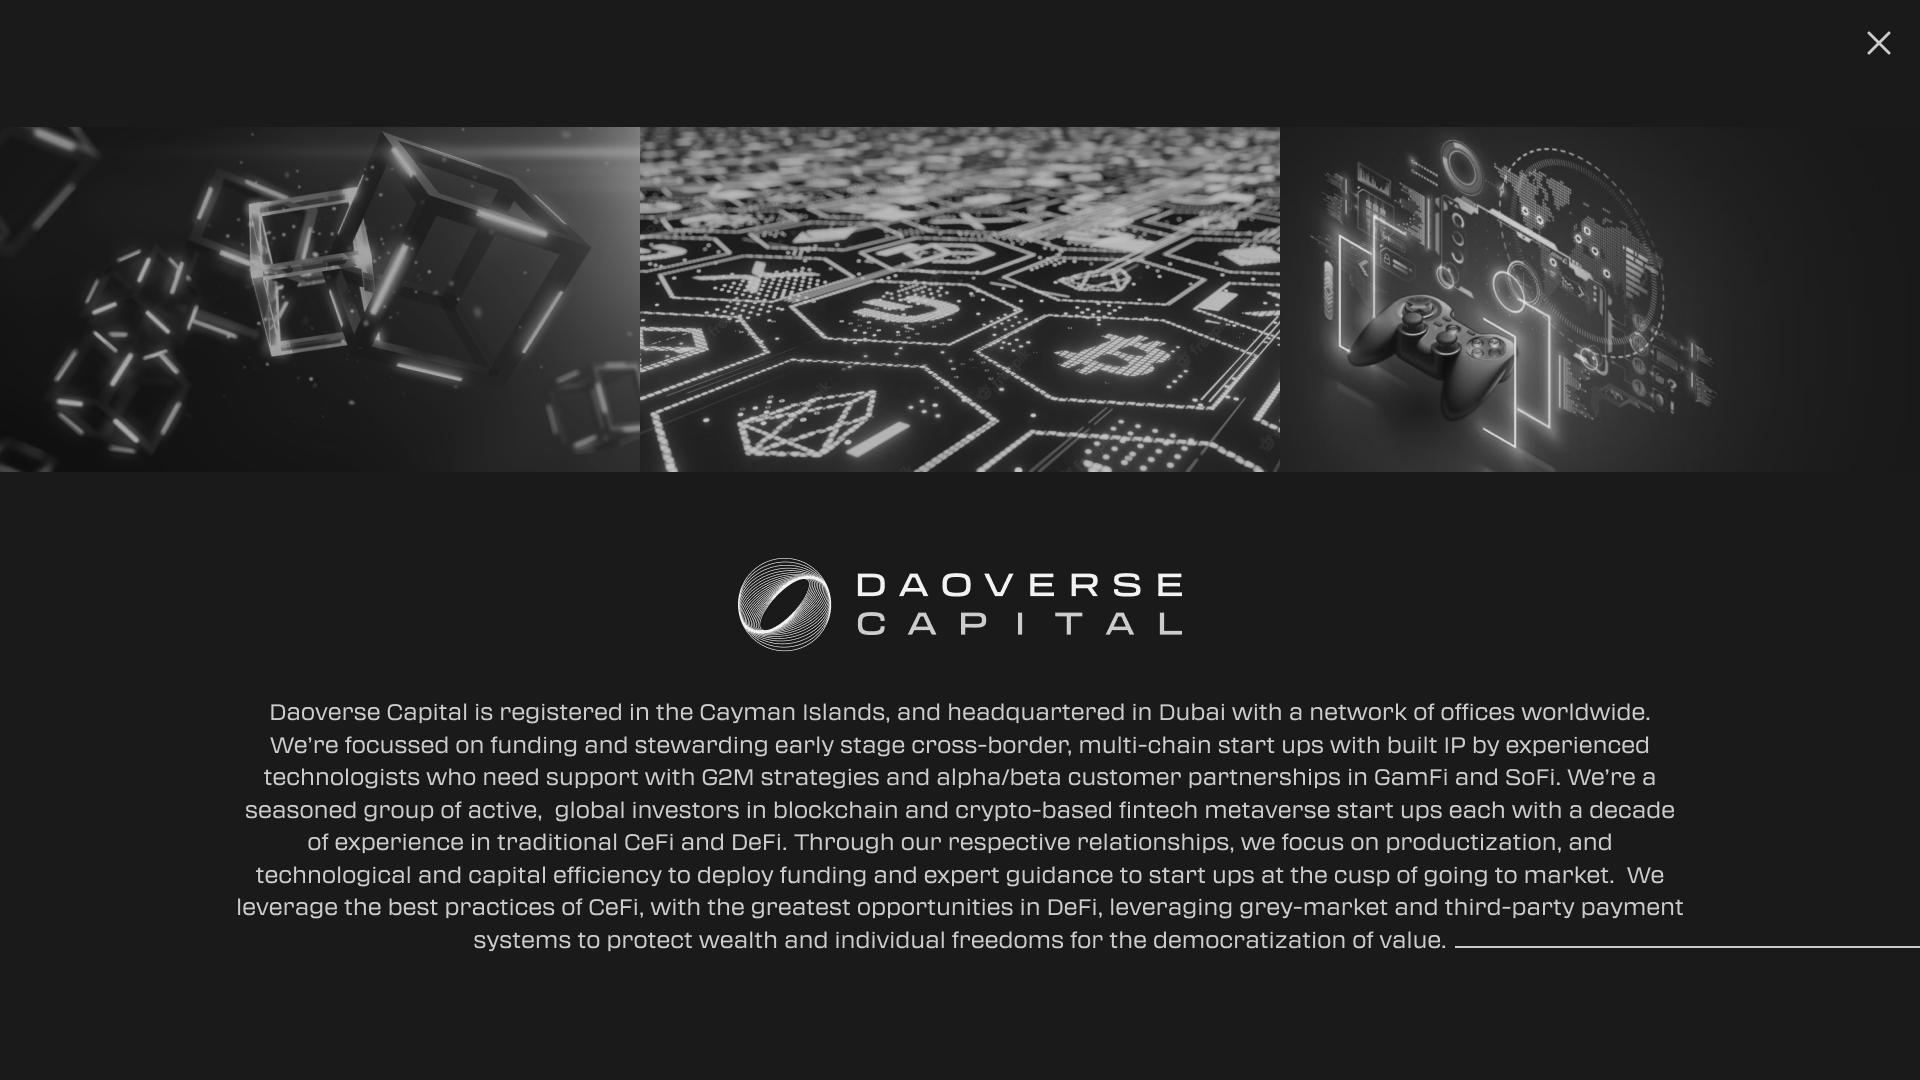 DAOVERSE
CAPITAL
Daoverse Capital is registered in the Cayman Islands, and headquartered in Dubai with a network of offices worldwide.
We’re focussed on funding and stewarding early stage cross-border, multi-chain start ups with built IP by experienced
technologists who need support with G2M strategies and alpha/beta customer partnerships in GamFi and SoFi. We’re a
seasoned group of active,  global investors in blockchain and crypto-based fintech metaverse start ups each with a decade
of experience in traditional CeFi and DeFi. Through our respective relationships, we focus on productization, and
technological and capital efficiency to deploy funding and expert guidance to start ups at the cusp of going to market.  We
leverage the best practices of CeFi, with the greatest opportunities in DeFi, leveraging grey-market and third-party payment
systems to protect wealth and individual freedoms for the democratization of value.